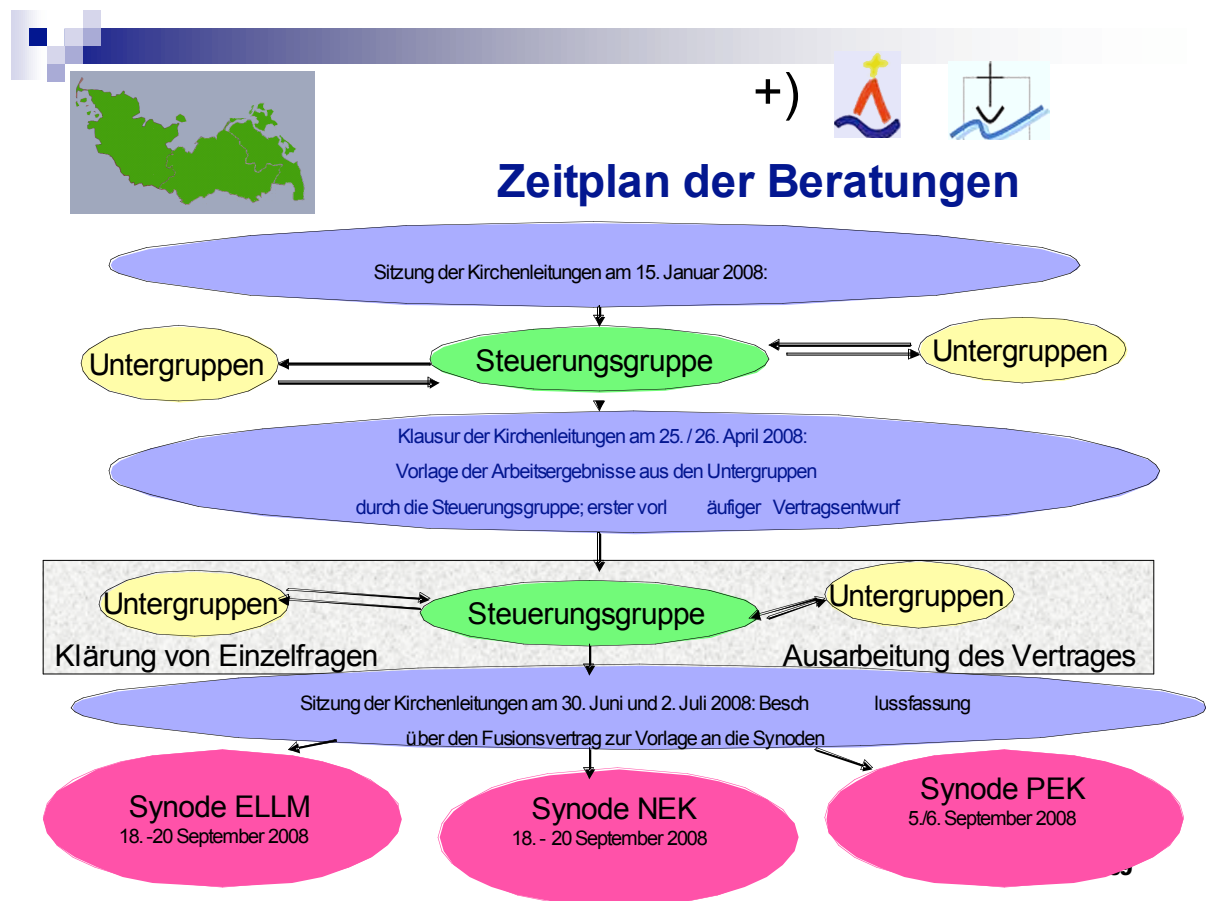 +)
Zeitplan der Beratungen
Sitzung der Kirchenleitungen am 15. Januar 2008:
Untergruppen
Steuerungsgruppe
Untergruppen
Klausur der Kirchenleitungen am 25. / 26. April 2008:
Vorlage der Arbeitsergebnisse aus den Untergruppen
durch die Steuerungsgruppe; erster vorl äufiger Vertragsentwurf
Untergruppen
Steuerungsgruppe
Untergruppen
Klärung von Einzelfragen
Ausarbeitung des Vertrages
Sitzung der Kirchenleitungen am 30. Juni und 2. Juli 2008: Besch lussfassung
über den Fusionsvertrag zur Vorlage an die Synoden
Synode ELLM
18. -20 September 2008
Synode NEK
18. - 20 September 2008
Synode PEK
5./6. September 2008